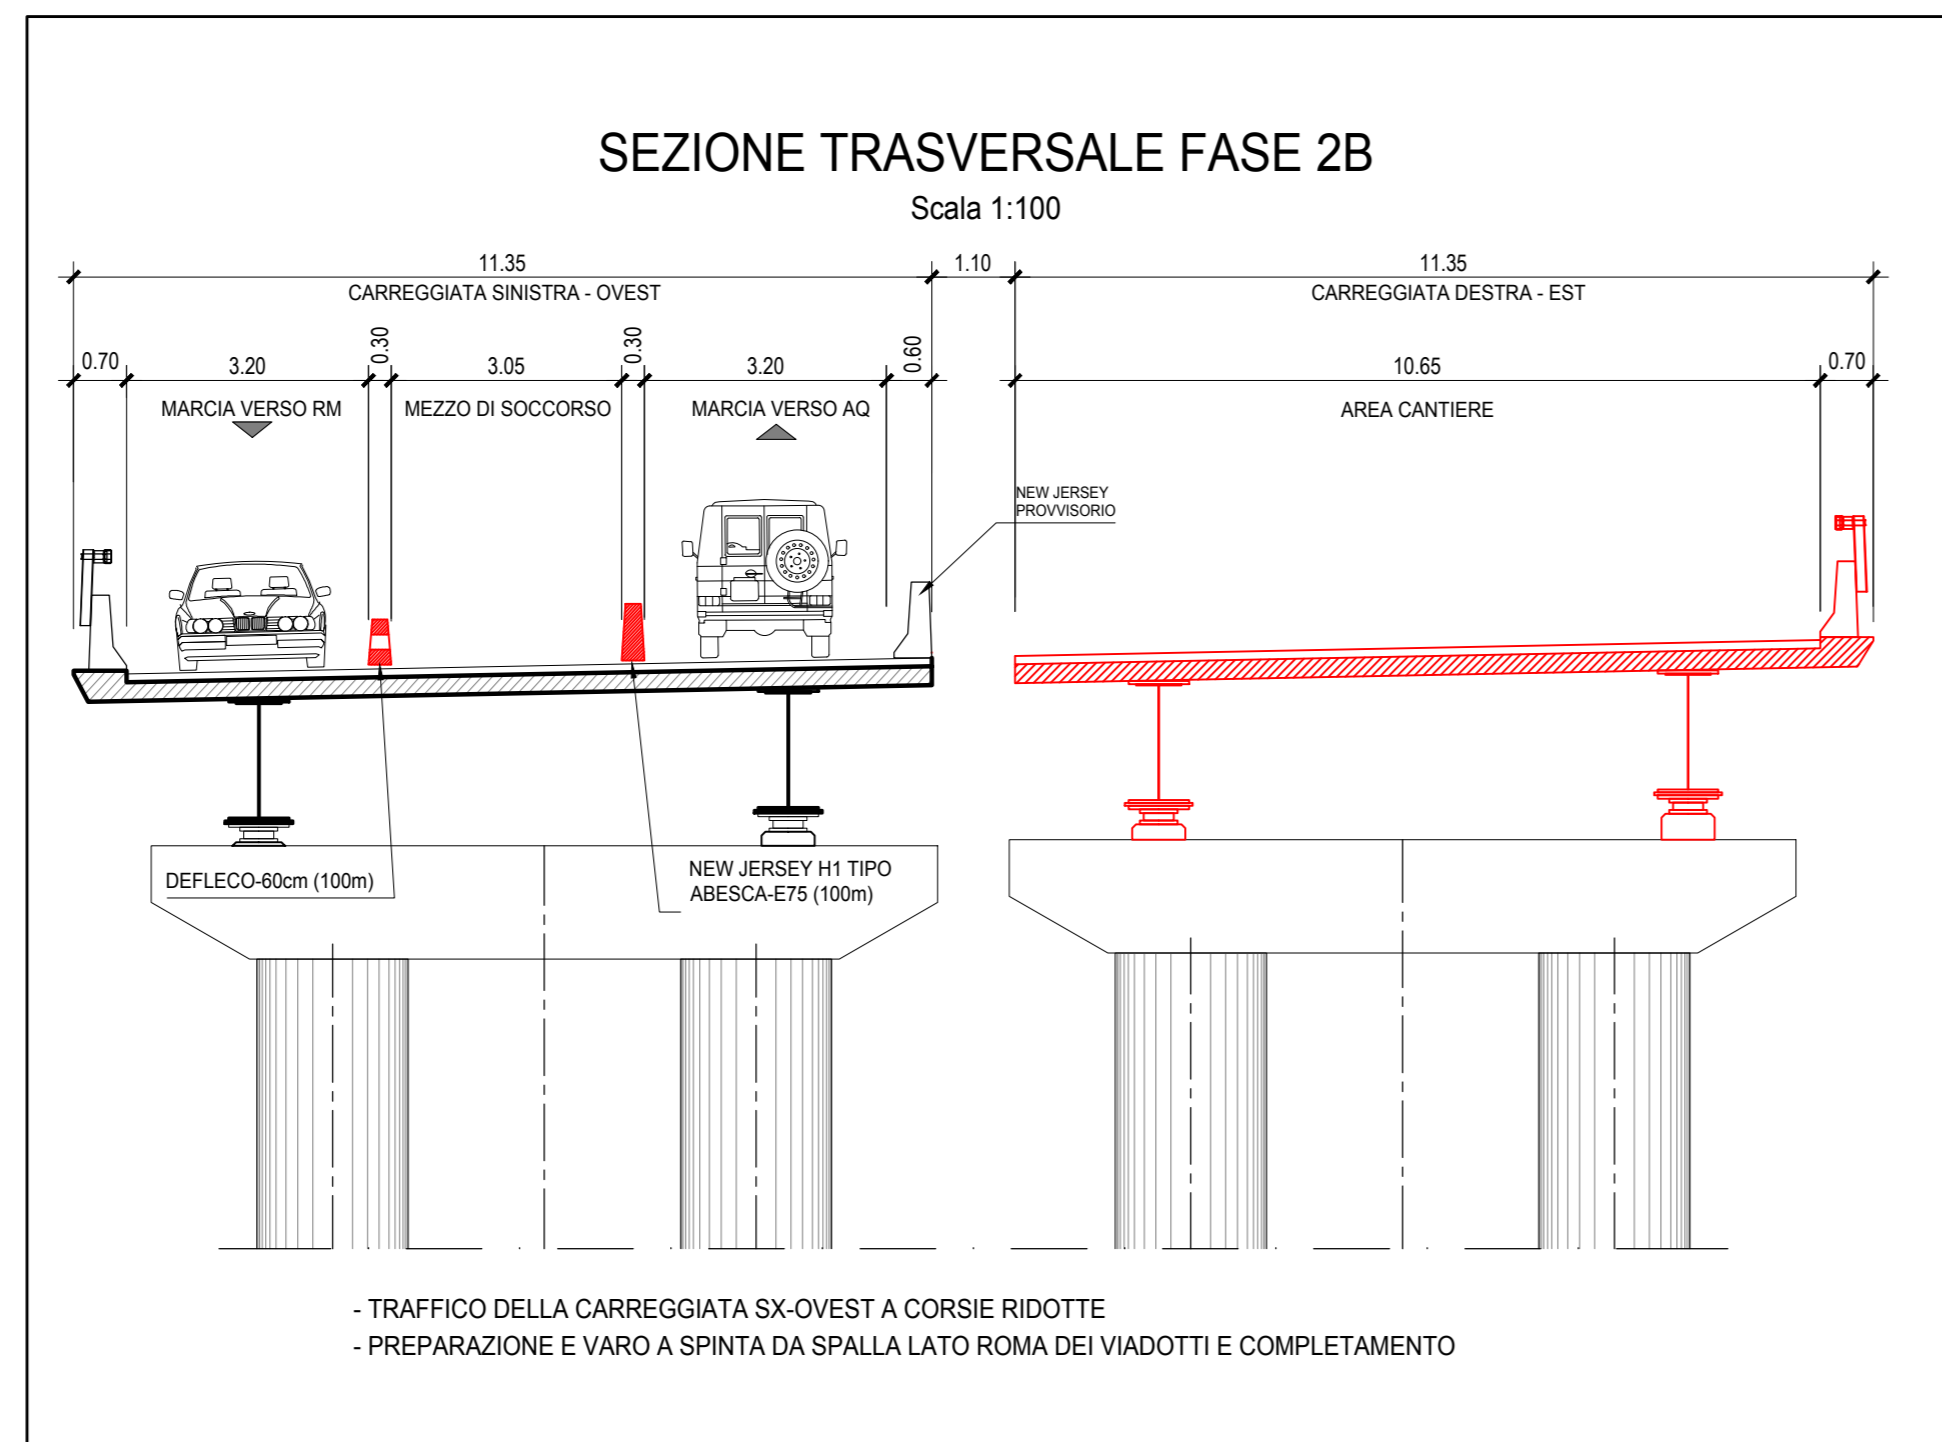 SEZIONE TRASVERSALE FASE 2B
Scala 1:100
11.35
1.10
11.35
CARREGGIATA SINISTRA - OVEST
CARREGGIATA DESTRA - EST
0.70
3.20
0.30
3.05
0.30
3.20
0.60
10.65
0.70
MARCIA VERSO RM
MEZZO DI SOCCORSO
MARCIA VERSO AQ
AREA CANTIERE
NEW JERSEY
PROVVISORIO
DEFLECO-60cm (100m)
NEW JERSEY H1 TIPO
ABESCA-E75 (100m)
- TRAFFICO DELLA CARREGGIATA SX-OVEST A CORSIE RIDOTTE
- PREPARAZIONE E VARO A SPINTA DA SPALLA LATO ROMA DEI VIADOTTI E COMPLETAMENTO